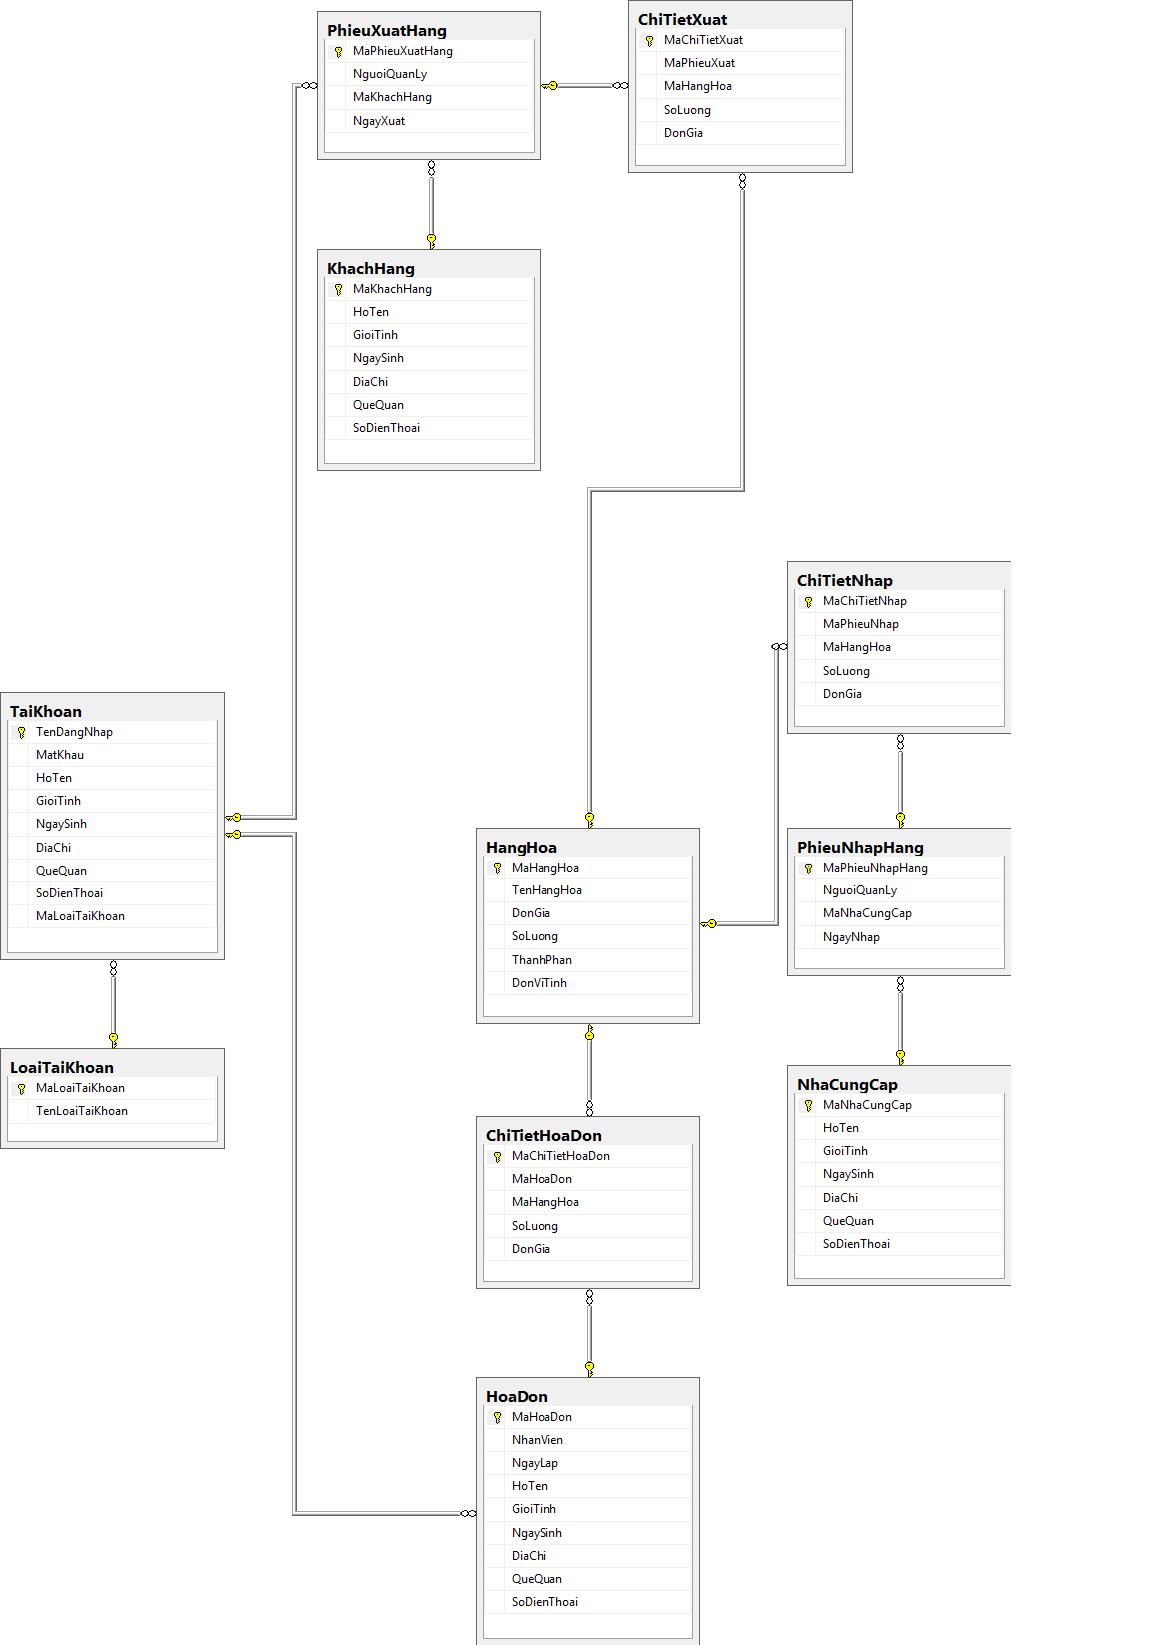 PhieuXuatHang
MaPhieuXuatHang
NguoiQuanLy
MaKhachHang
NgayXuat
ChiTietXuat
MaChiTietXuat
MaPhieuXuat
MaHangHoa
SoLuong
DonGia
KhachHang
MaKhachHang
HoTen
GioiTinh
NgaySinh
DiaChi
QueQuan
SoDienThoai
ChiTietNhap
MaChiTietNhap
MaPhieuNhap
MaHangHoa
SoLuong
DonGia
TaiKhoan
TenDangNhap
MatKhau
HoTen
GioiTinh
NgaySinh
DiaChi
QueQuan
SoDienThoai
MaLoaiTaiKhoan
HangHoa
MaHangHoa
TenHangHoa
DonGia
SoLuong
ThanhPhan
DonViTinh
PhieuNhapHang
MaPhieuNhapHang
NguoiQuanLy
MaNhaCungCap
NgayNhap
LoaiTaiKhoan
MaLoaiTaiKhoan
TenLoaiTaiKhoan
NhaCungCap
MaNhaCungCap
HoTen
GioiTinh
NgaySinh
DiaChi
QueQuan
SoDienThoai
ChiTietHoaDon
MaChiTietHoaDon
MaHoaDon
MaHangHoa
SoLuong
DonGia
HoaDon
MaHoaDon
NhanVien
NgayLap
HoTen
GioiTinh
NgaySinh
DiaChi
QueQuan
SoDienThoai